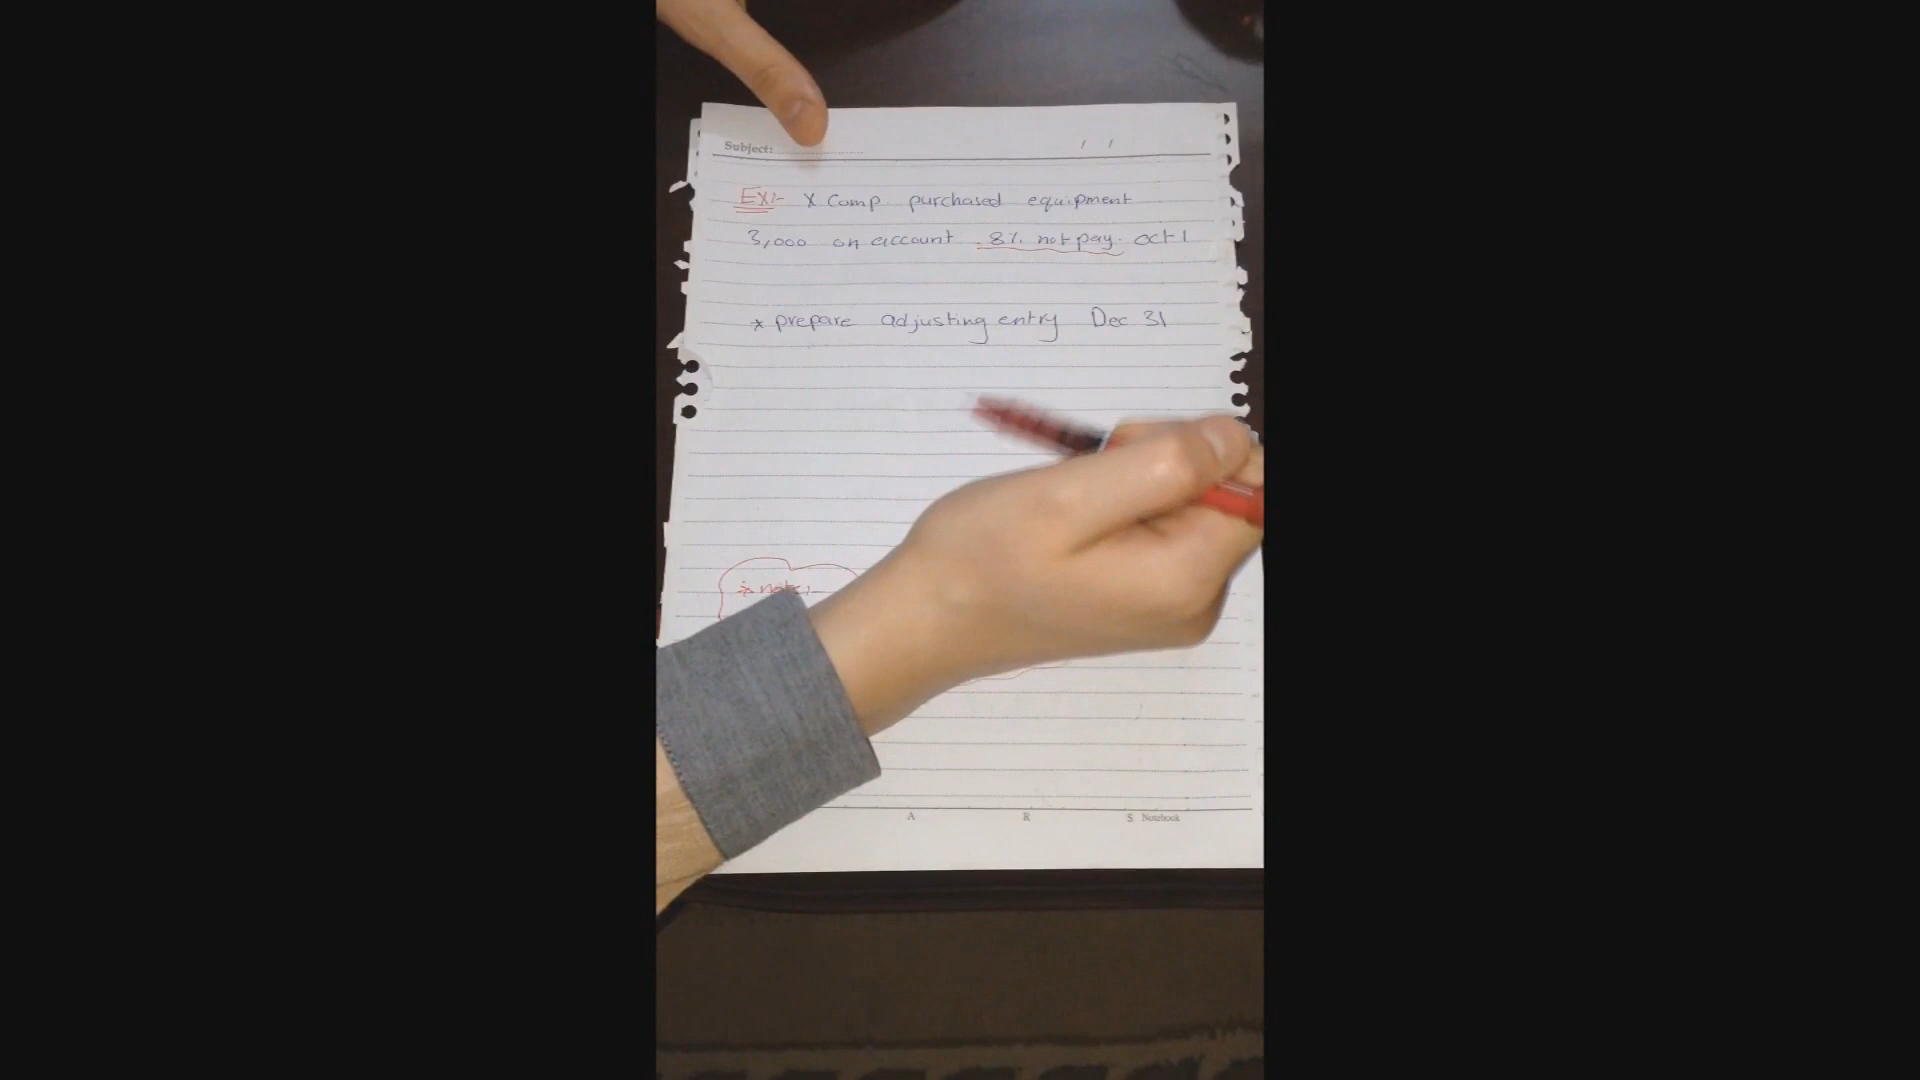 Subject:
/ /
Ex:- X Comp purchased equipment
3,000 on account 8% not pay. oct 1
* prepare adjusting entry Dec 31
* note:-
A R S Notebook